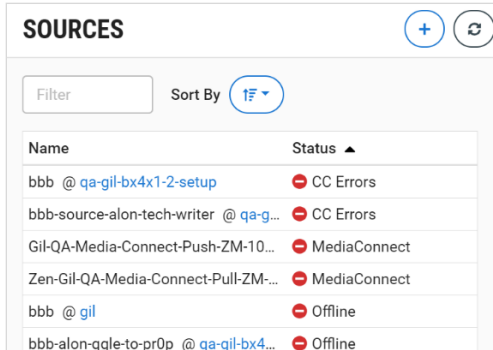 SOURCES
Filter
Sort By
Name Status
bbb @ qa-gil-bx4x1-2-setup CC Errors
bbb-source-alon-tech-writer @ qa-g... CC Errors
Gil-QA-Media-Connect-Push-ZM-10... MediaConnect
Zen-Gil-QA-Media-Connect-Pull-ZM-... MediaConnect
bbb @ gil Offline
bbb-alon-ggle-to-pr0p @ qa-gil-bx4... Offline